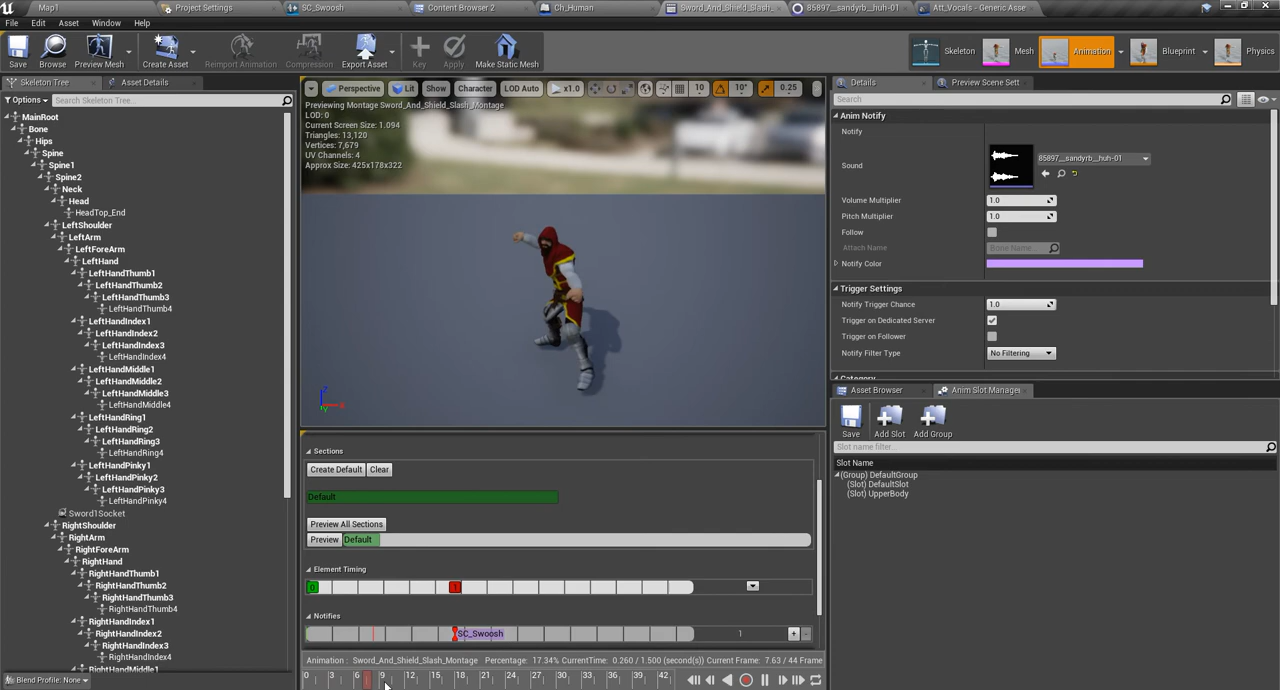 Map1
Project Settings
SC_Swoosh
Content Browser 2
Ch_Human
Sword_And_Shield_Slash_
85897__sandyrb__huh-01
Att_Vocals - Generic Asse
File Edit Asset Window Help
Save
Browse
Preview Mesh
Create Asset
Reimport Animation
Compression
Export Asset
Key
Apply
Make Static Mesh
Skeleton
Mesh
Animation
Blueprint
Physics
Skeleton Tree
Asset Details
Options
Search Skeleton Tree...
MainRoot
Bone
Hips
Spine
Spine1
Spine2
Neck
Head
HeadTop_End
LeftShoulder
LeftArm
LeftForeArm
LeftHand
LeftHandThumb1
LeftHandThumb2
LeftHandThumb3
LeftHandThumb4
LeftHandIndex1
LeftHandIndex2
LeftHandIndex3
LeftHandIndex4
LeftHandMiddle1
LeftHandMiddle2
LeftHandMiddle3
LeftHandMiddle4
LeftHandRing1
LeftHandRing2
LeftHandRing3
LeftHandRing4
LeftHandPinky1
LeftHandPinky2
LeftHandPinky3
LeftHandPinky4
Sword1Socket
RightShoulder
RightArm
RightForeArm
RightHand
RightHandThumb1
RightHandThumb2
RightHandThumb3
RightHandThumb4
RightHandIndex1
RightHandIndex2
RightHandIndex3
RightHandIndex4
RightHandMiddle1
Blend Profile: None
Perspective Lit Show Character LOD Auto x1.0 10 10° 0.25
Previewing Montage Sword_And_Shield_Slash_Montage
LOD: 0
Current Screen Size: 1.094
Triangles: 13,120
Vertices: 7,679
UV Channels: 4
Approx Size: 425x178x322
Z
X
Y
Sections
Create Default Clear
Default
Preview All Sections
Preview Default
Element Timing
0 1
Notifies
SC_Swoosh
1
Animation : Sword_And_Shield_Slash_Montage Percentage: 17.34% CurrentTime: 0.260 / 1.500 (second(s)) Current Frame: 7.63 / 44 Frame
0 3 6 9 12 15 18 21 24 27 30 33 36 39 42
Details
Preview Scene Sett
Search
Anim Notify
Notify
Sound
85897__sandyrb__huh-01
Volume Multiplier 1.0
Pitch Multiplier 1.0
Follow
Attach Name Bone Name...
Notify Color
Trigger Settings
Notify Trigger Chance 1.0
Trigger on Dedicated Server
Trigger on Follower
Notify Filter Type No Filtering
Category
Asset Browser
Anim Slot Manager
Save
Add Slot
Add Group
Slot name filter...
Slot Name
(Group) DefaultGroup
(Slot) DefaultSlot
(Slot) UpperBody